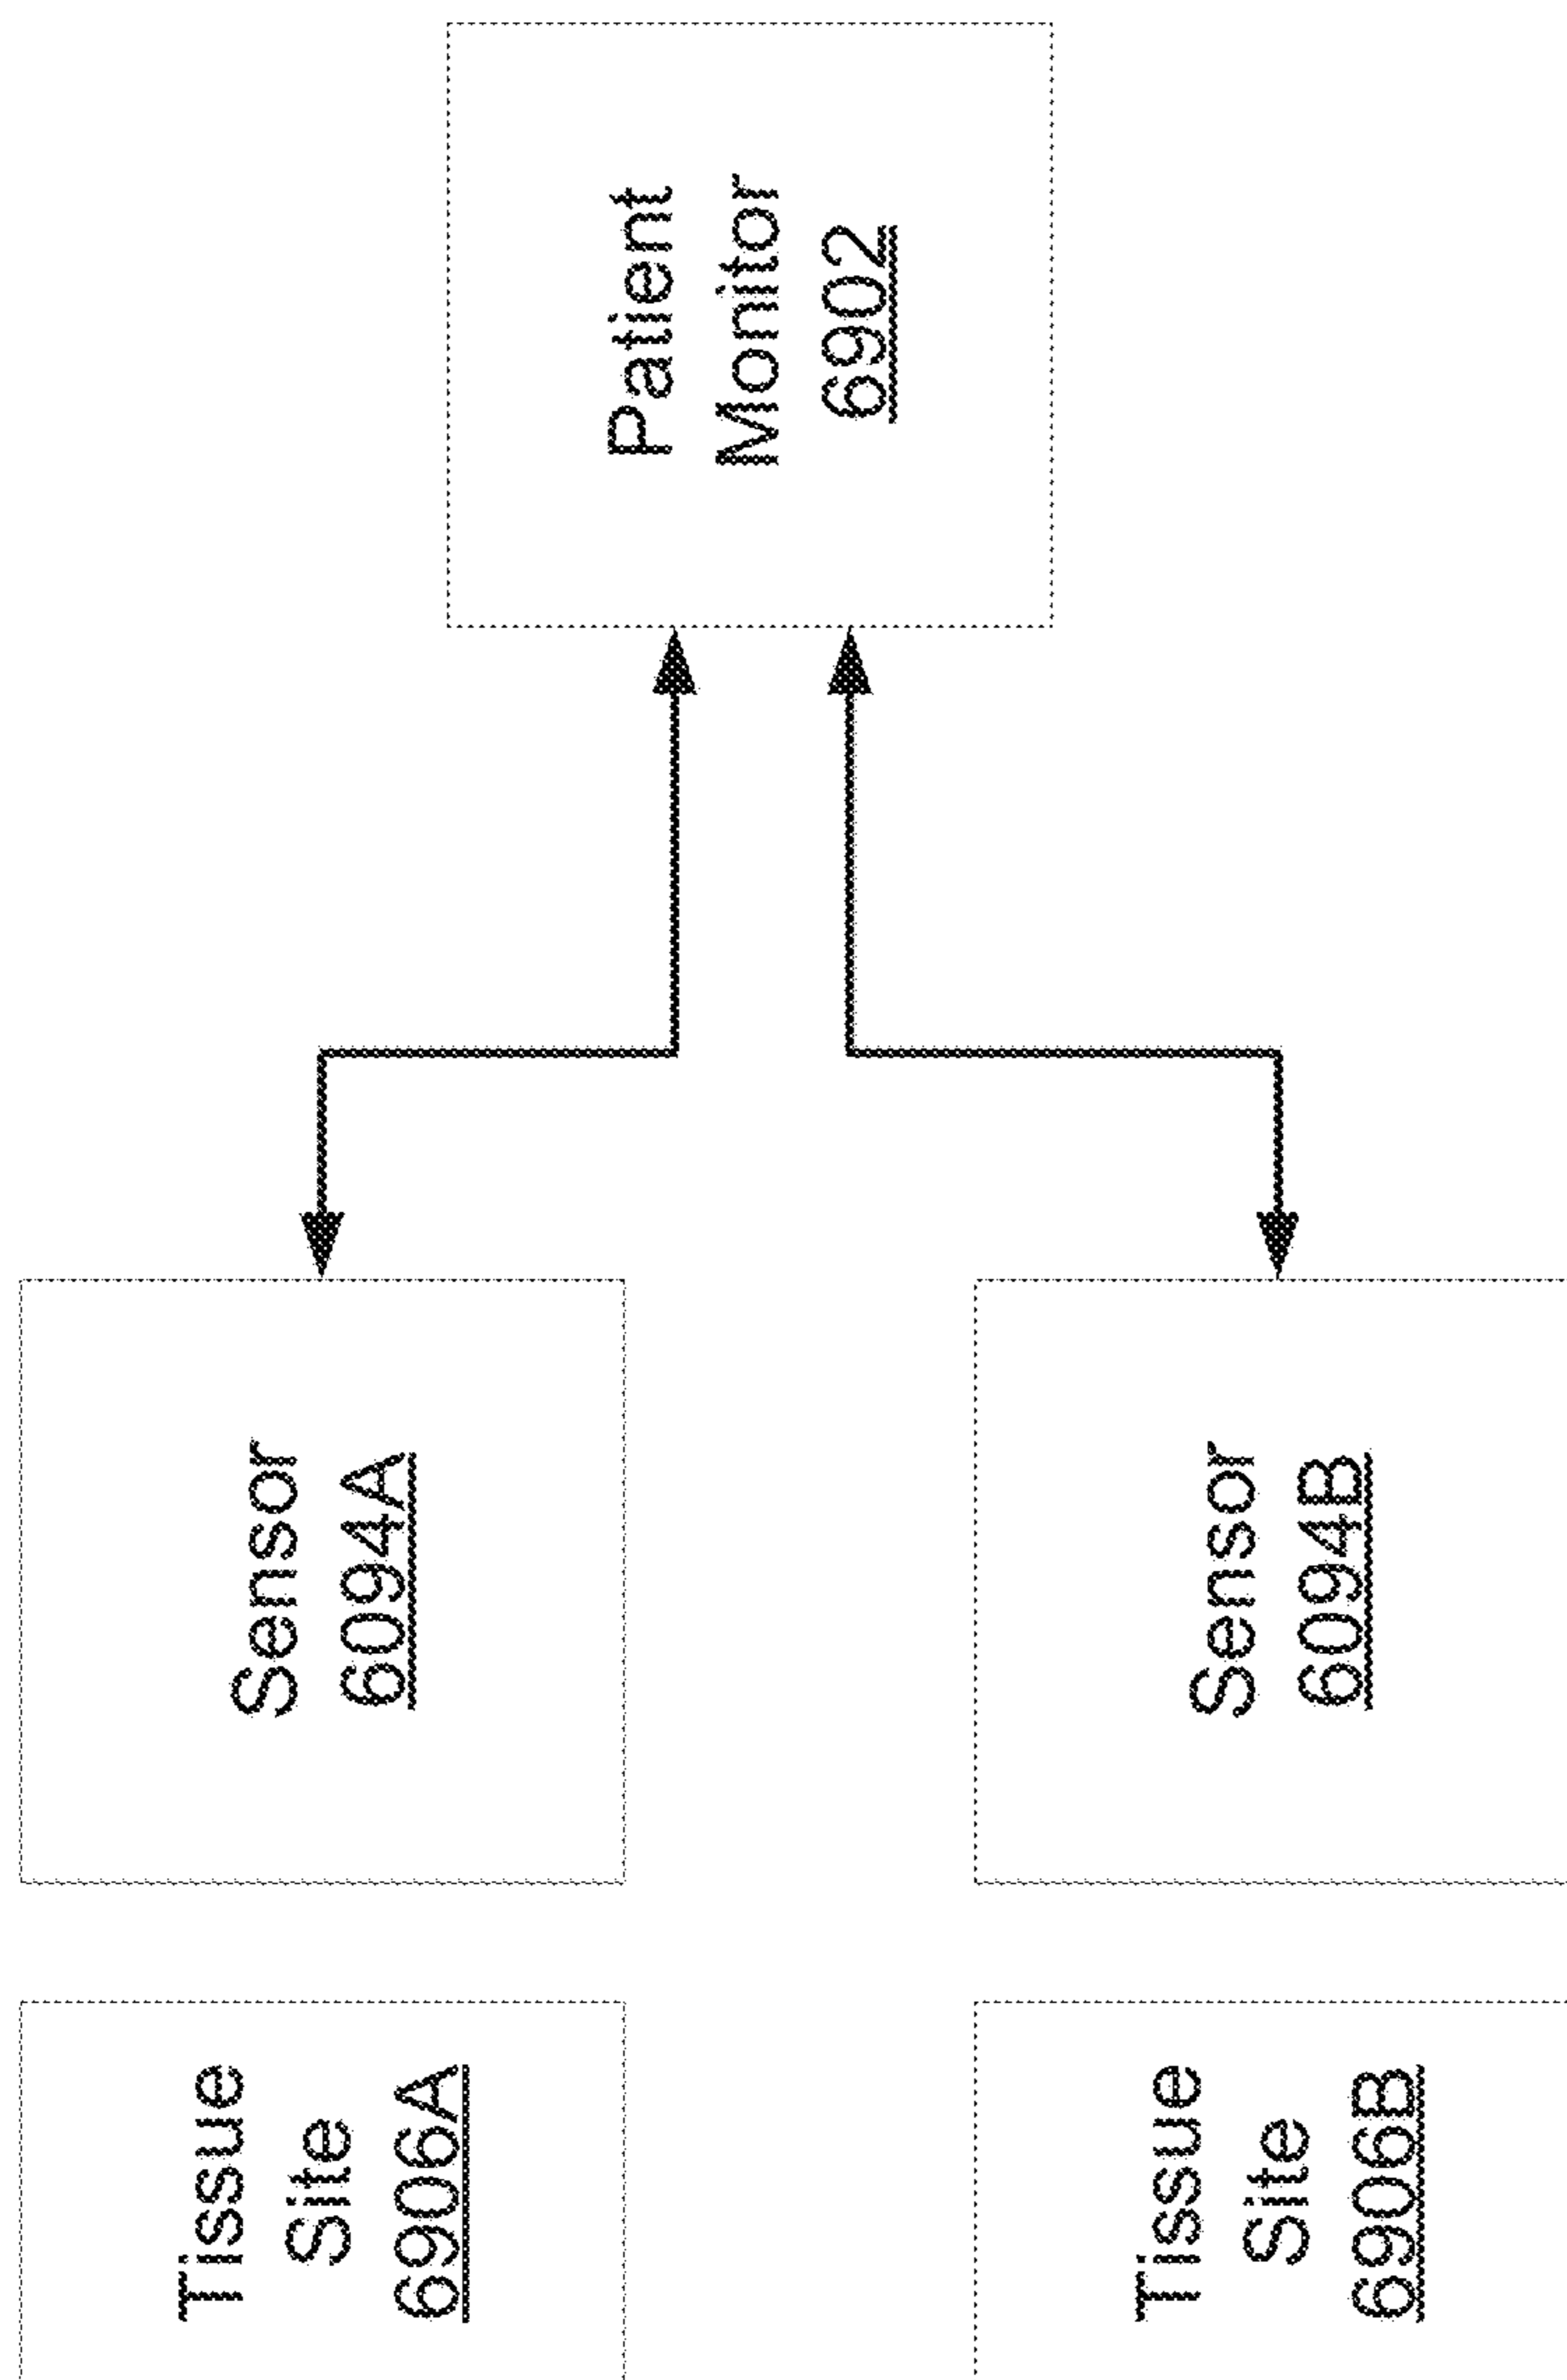 Patient
Monitor
6902
Sensor
6094A
Sensor
6094B
Tissue
Site
6906A
Tissue
Site
6906B